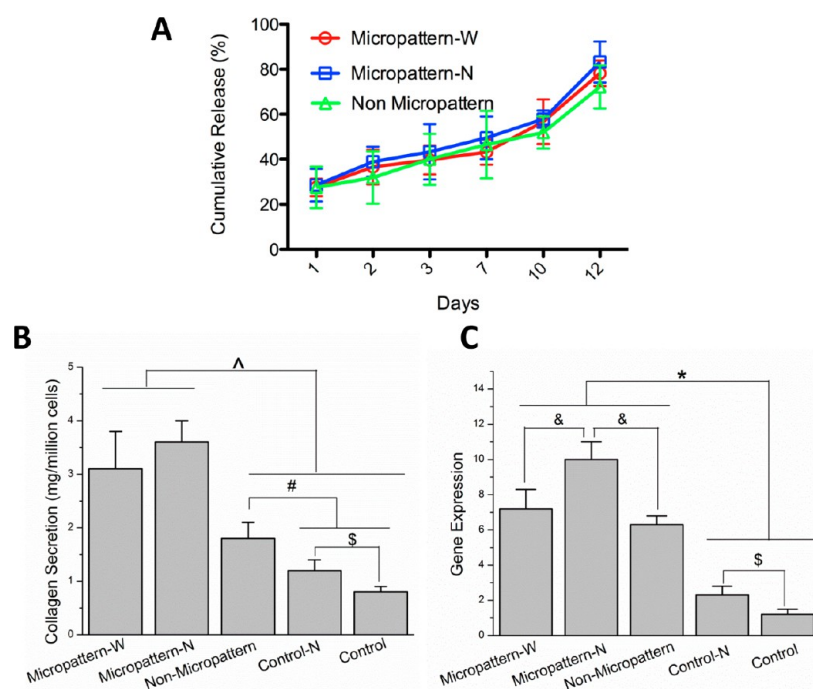 A
Micropattern-W
Micropattern-N
Non Micropattern
Cumulative Release (%)
100
80
60
40
20
0
1
2
3
7
10
12
Days
B
Collagen Secretion (mg/million cells)
5
4
3
2
1
0
^
#
$
Micropattern-W
Micropattern-N
Non-Micropattern
Control-N
Control
C
Gene Expression
14
12
10
8
6
4
2
0
*
& &
$
Micropattern-W
Micropattern-N
Non-Micropattern
Control-N
Control